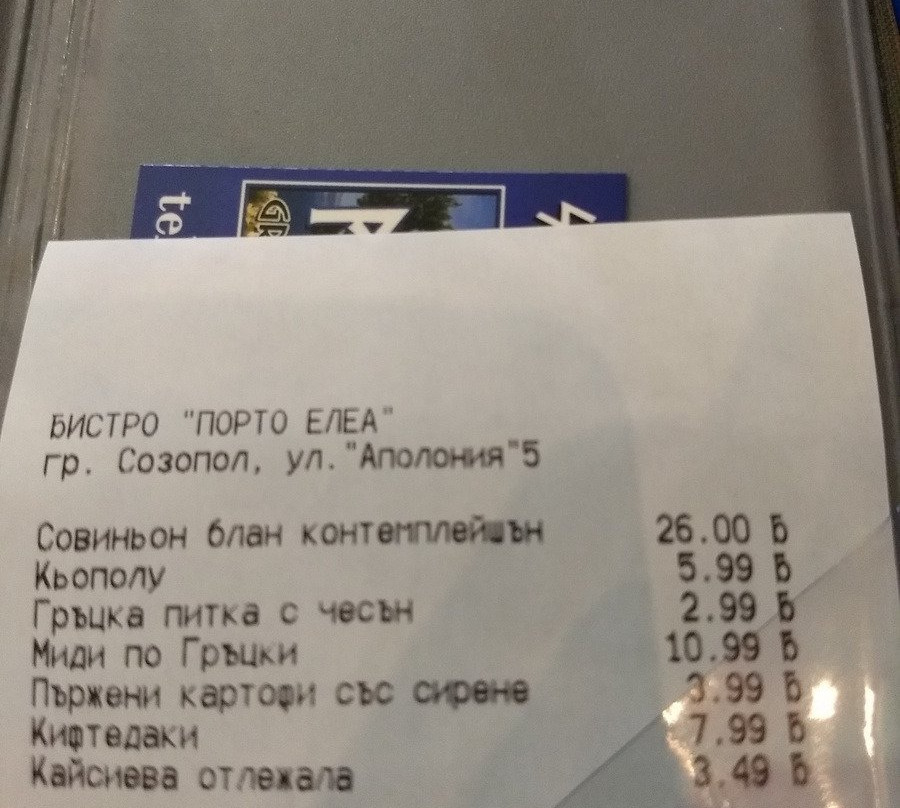 te
GR
БИСТРО "ПОРТО ЕЛЕА"
гр. Созопол, ул."Аполония"5
Совиньон блан контемплейшън 26.00 Б
Кьополу 5.99 Б
Гръцка питка с чесън 2.99 Б
Миди по Гръцки 10.99 Б
Пържени картофи със сирене 3.99 Б
Кифтедаки 7.99 Б
Кайсиева отлежала 3.49 Б